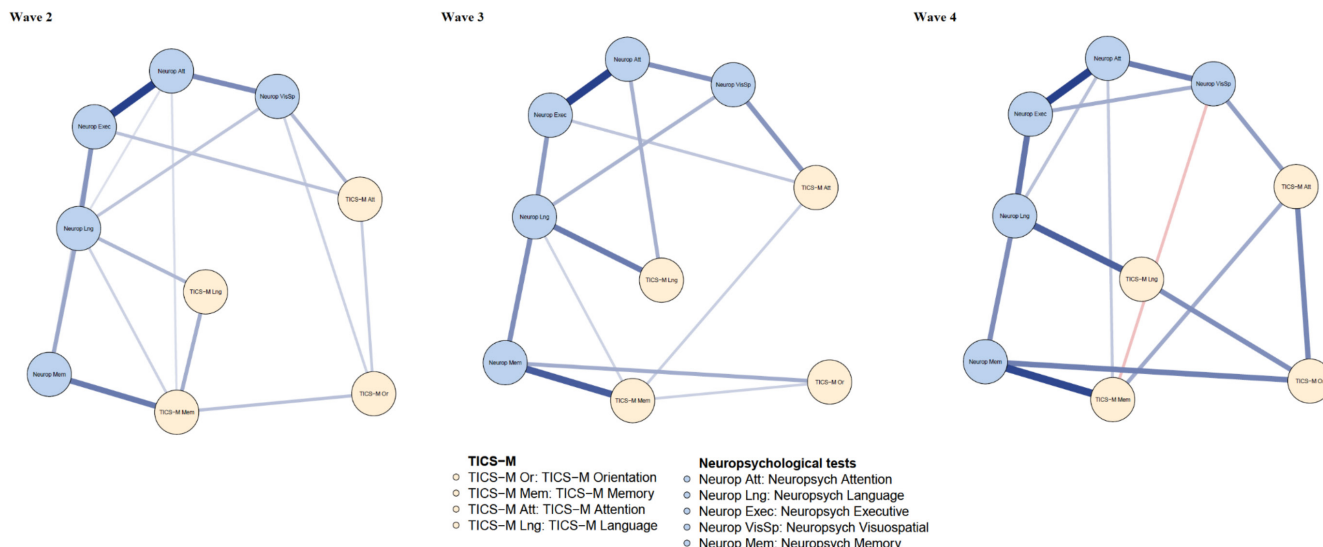 Wave 2
Neurop Att
Neurop VisSp
Neurop Exec
TICS−M Att
Neurop Lng
TICS−M Lng
Neurop Mem
TICS−M Or
TICS−M Mem
Wave 3
Neurop Att
Neurop VisSp
Neurop Exec
TICS−M Att
Neurop Lng
TICS−M Lng
Neurop Mem
TICS−M Or
TICS−M Mem
Wave 4
Neurop Att
Neurop VisSp
Neurop Exec
TICS−M Att
Neurop Lng
TICS−M Lng
Neurop Mem
TICS−M Or
TICS−M Mem
TICS−M
TICS−M Or: TICS−M Orientation
TICS−M Mem: TICS−M Memory
TICS−M Att: TICS−M Attention
TICS−M Lng: TICS−M Language
Neuropsychological tests
Neurop Att: Neuropsych Attention
Neurop Lng: Neuropsych Language
Neurop Exec: Neuropsych Executive
Neurop VisSp: Neuropsych Visuospatial
Neurop Mem: Neuropsych Memory